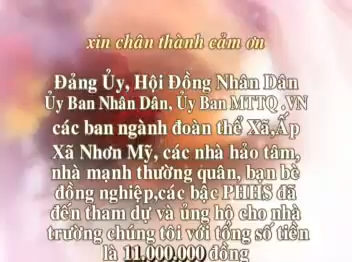 xin chân thành cảm ơn
Đảng Ủy, Hội Đồng Nhân Dân
Ủy Ban Nhân Dân, Ủy Ban MTTQ .VN
các ban ngành đoàn thể Xã,Ấp
Xã Nhơn Mỹ, các nhà hảo tâm,
nhà mạnh thường quân, bạn bè
đồng nghiệp,các bậc PHHS đã
đến tham dự và ủng hộ cho nhà
trường chúng tôi với tổng số tiền
là 11.000.000 đồng